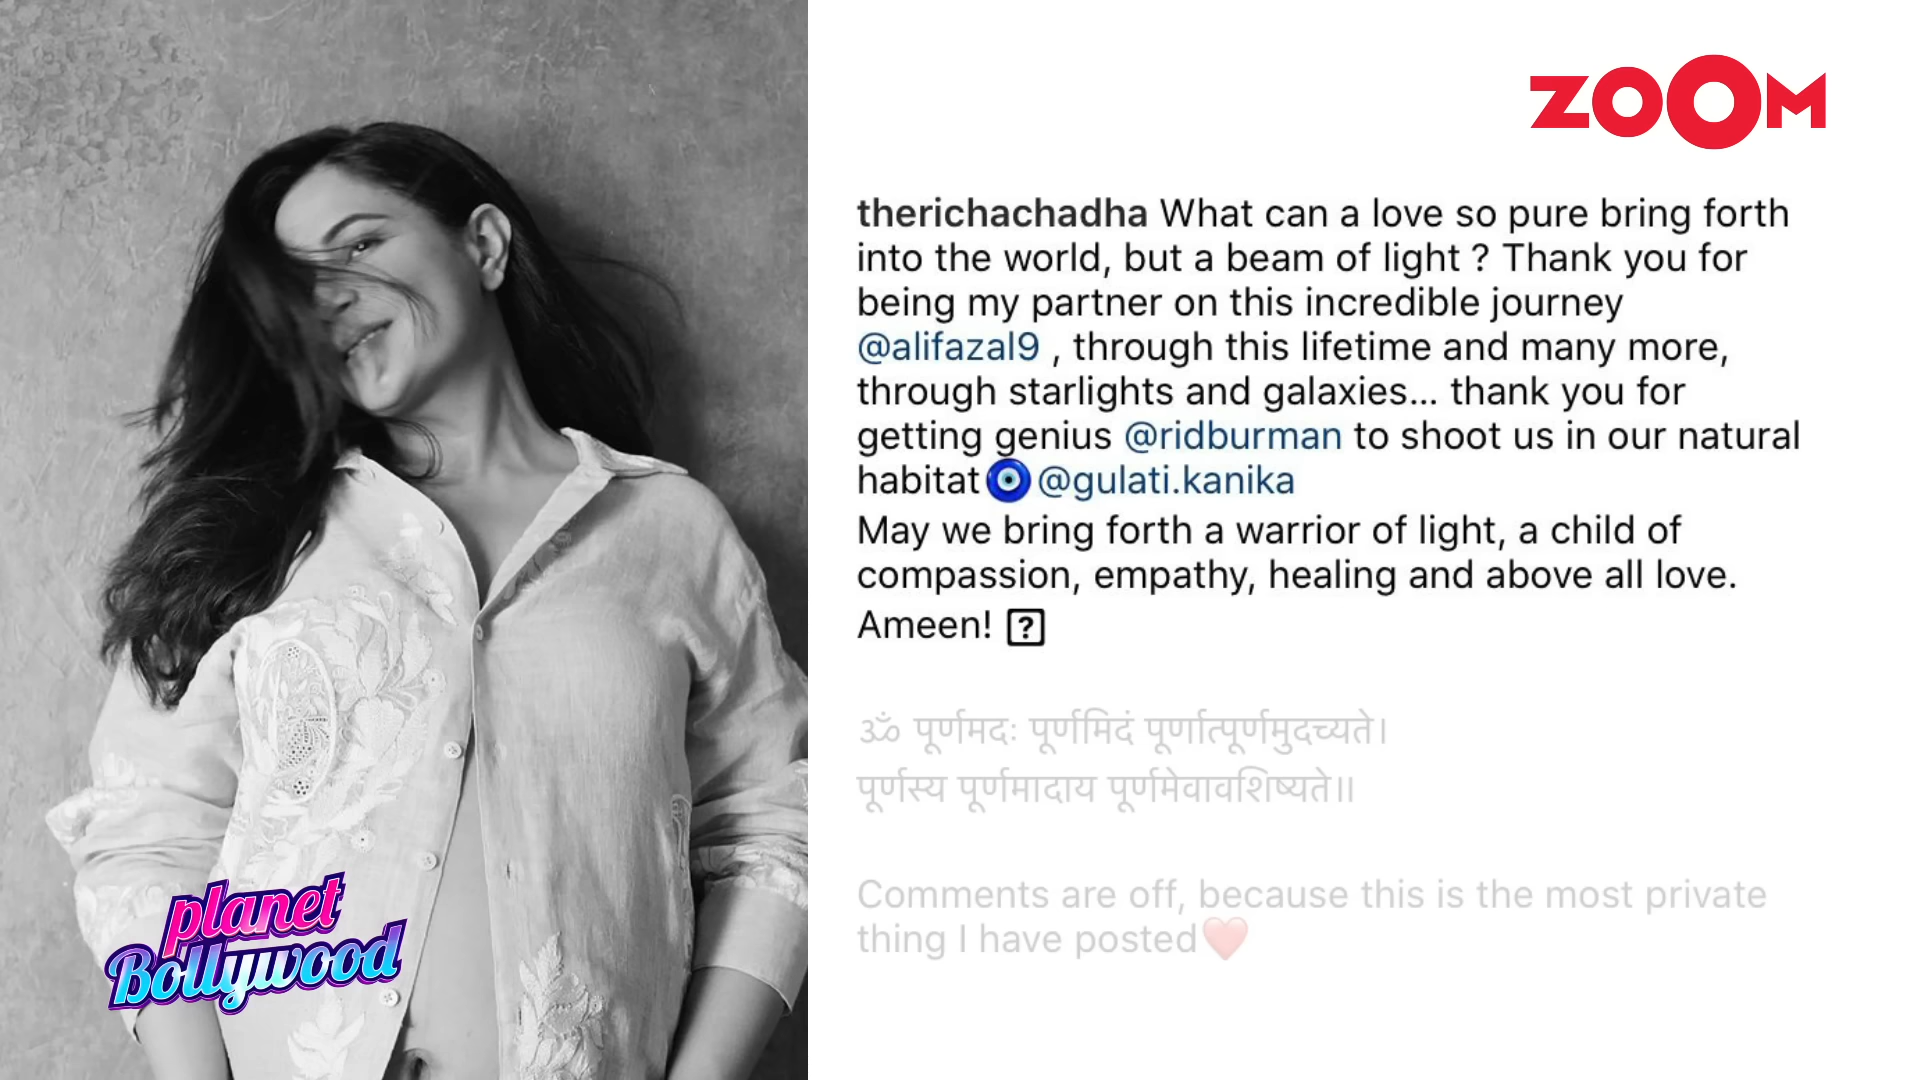 ZOOM
therichachadha What can a love so pure bring forth
into the world, but a beam of light ? Thank you for
being my partner on this incredible journey
@alifazal9 , through this lifetime and many more,
through starlights and galaxies... thank you for
getting genius @ridburman to shoot us in our natural
habitat🧿@gulati.kanika
May we bring forth a warrior of light, a child of
compassion, empathy, healing and above all love.
Ameen! ⍰
ॐ पूर्णमदः पूर्णमिदं पूर्णात्पूर्णमुदच्यते।
पूर्णस्य पूर्णमादाय पूर्णमेवावशिष्यते॥
Comments are off, because this is the most private
thing I have posted❤️
planet
Bollywood